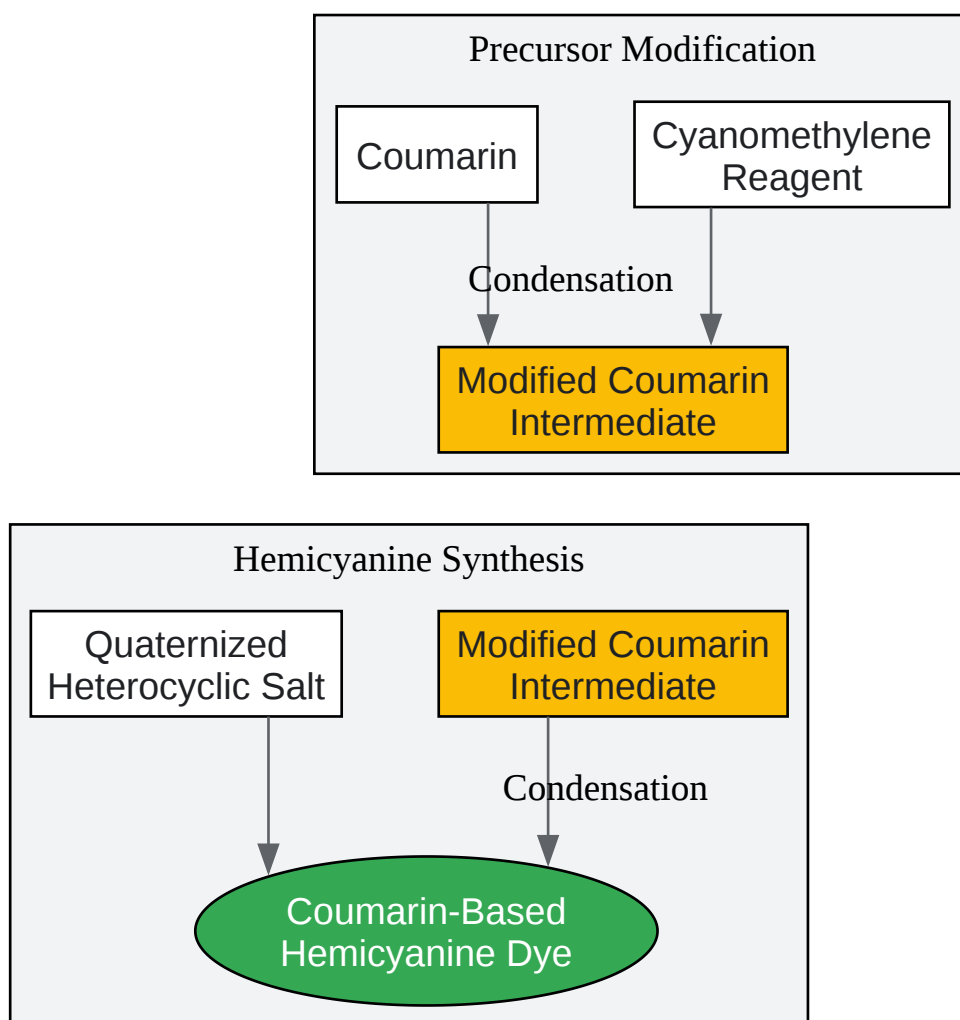 Precursor Modification
Coumarin
Cyanomethylene
Reagent
Condensation
Modified Coumarin
Intermediate
Hemicyanine Synthesis
Quaternized
Heterocyclic Salt
Modified Coumarin
Intermediate
Condensation
Coumarin-Based
Hemicyanine Dye